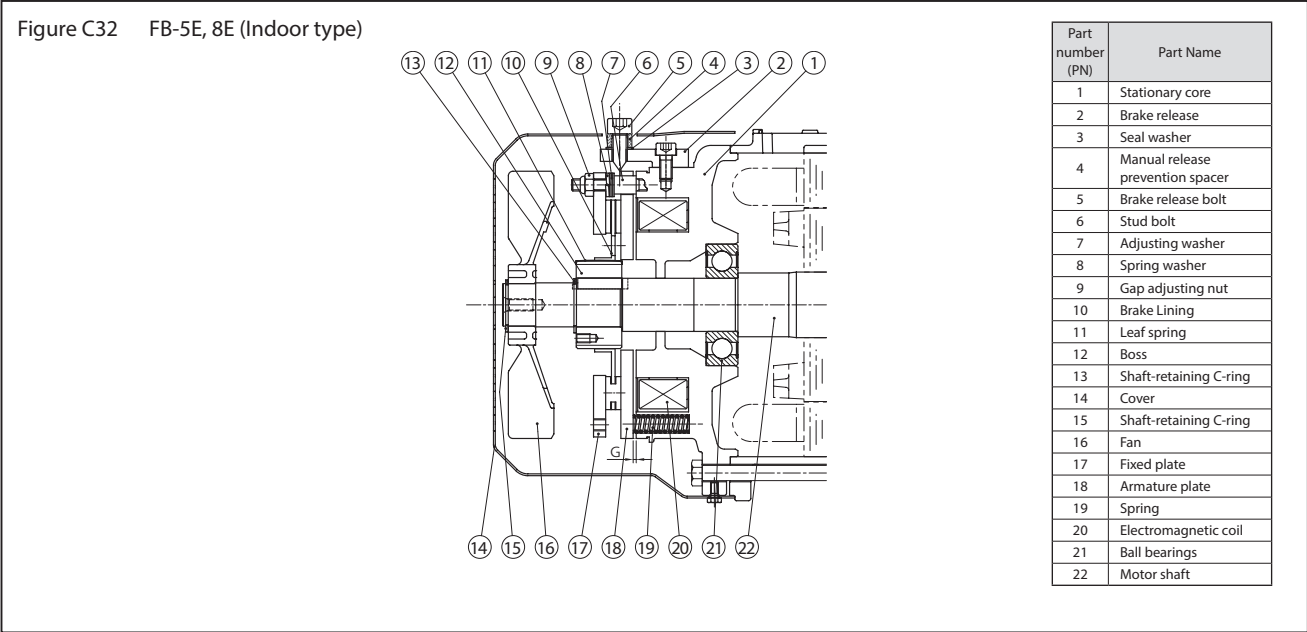 Figure C32 FB-5E, 8E (Indoor type)
13 12 11 10 9 8 7 6 5 4 3 2 1
G
14 15 16 17 18 19 20 21 22
Part number (PN) Part Name
1 Stationary core
2 Brake release
3 Seal washer
4 Manual release prevention spacer
5 Brake release bolt
6 Stud bolt
7 Adjusting washer
8 Spring washer
9 Gap adjusting nut
10 Brake Lining
11 Leaf spring
12 Boss
13 Shaft-retaining C-ring
14 Cover
15 Shaft-retaining C-ring
16 Fan
17 Fixed plate
18 Armature plate
19 Spring
20 Electromagnetic coil
21 Ball bearings
22 Motor shaft